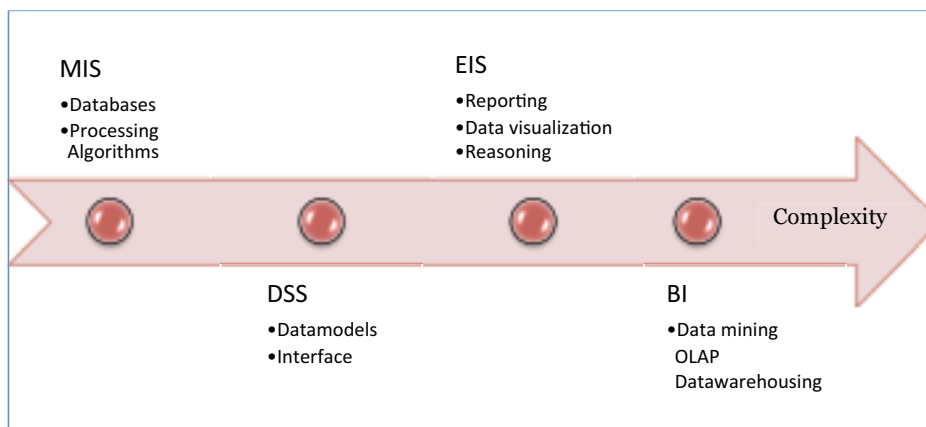 MIS
•Databases
•Processing
Algorithms
EIS
•Reporting
•Data visualization
•Reasoning
Complexity
DSS
•Datamodels
•Interface
BI
•Data mining
OLAP
Datawarehousing